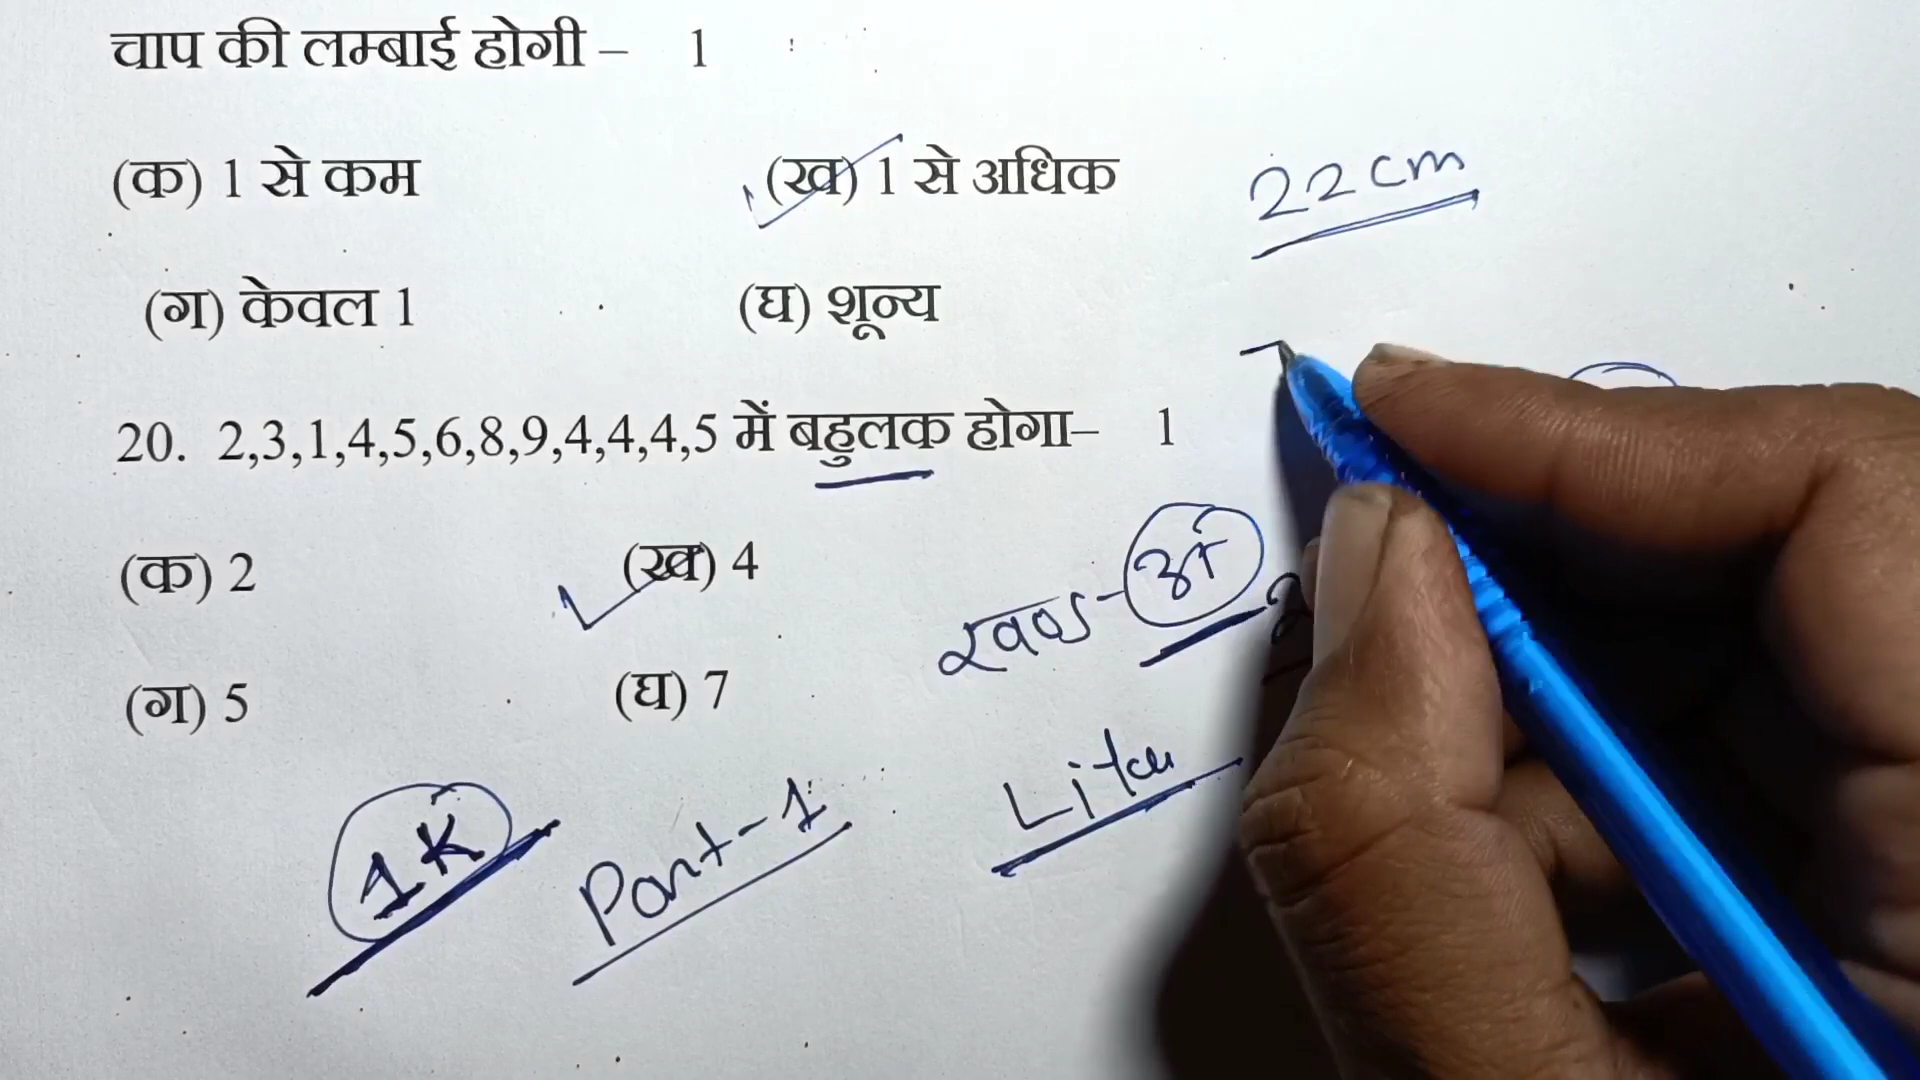 चाप की लम्बाई होगी – 1
(क) 1 से कम (ख) 1 से अधिक
22 cm
(ग) केवल 1 (घ) शून्य
20. 2,3,1,4,5,6,8,9,4,4,4,5 में बहुलक होगा– 1
(क) 2 (ख) 4
खण्ड - अ
(ग) 5 (घ) 7
1K
Part-1